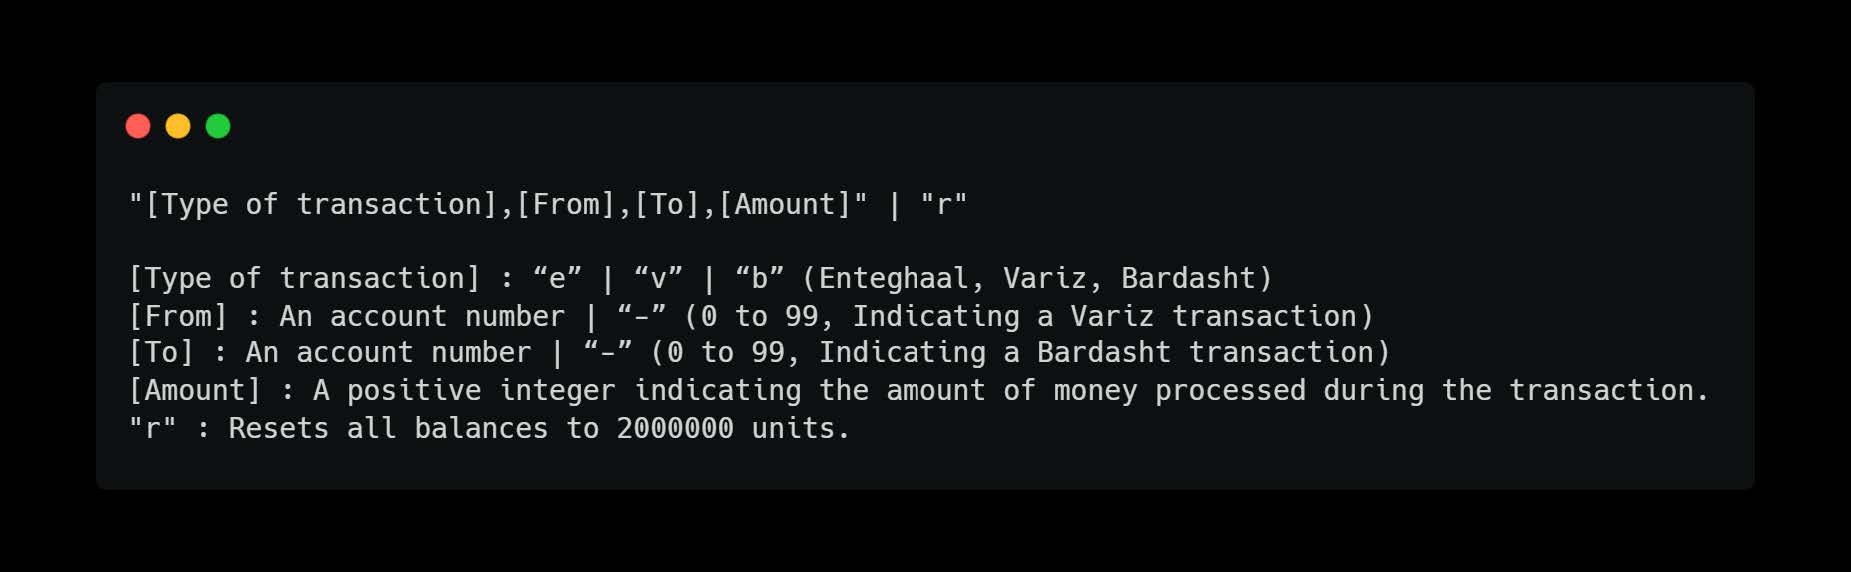 "[Type of transaction],[From],[To],[Amount]" | "r"
[Type of transaction] : “e” | “v” | “b” (Enteghaal, Variz, Bardasht)
[From] : An account number | “-” (0 to 99, Indicating a Variz transaction)
[To] : An account number | “-” (0 to 99, Indicating a Bardasht transaction)
[Amount] : A positive integer indicating the amount of money processed during the transaction.
"r" : Resets all balances to 2000000 units.